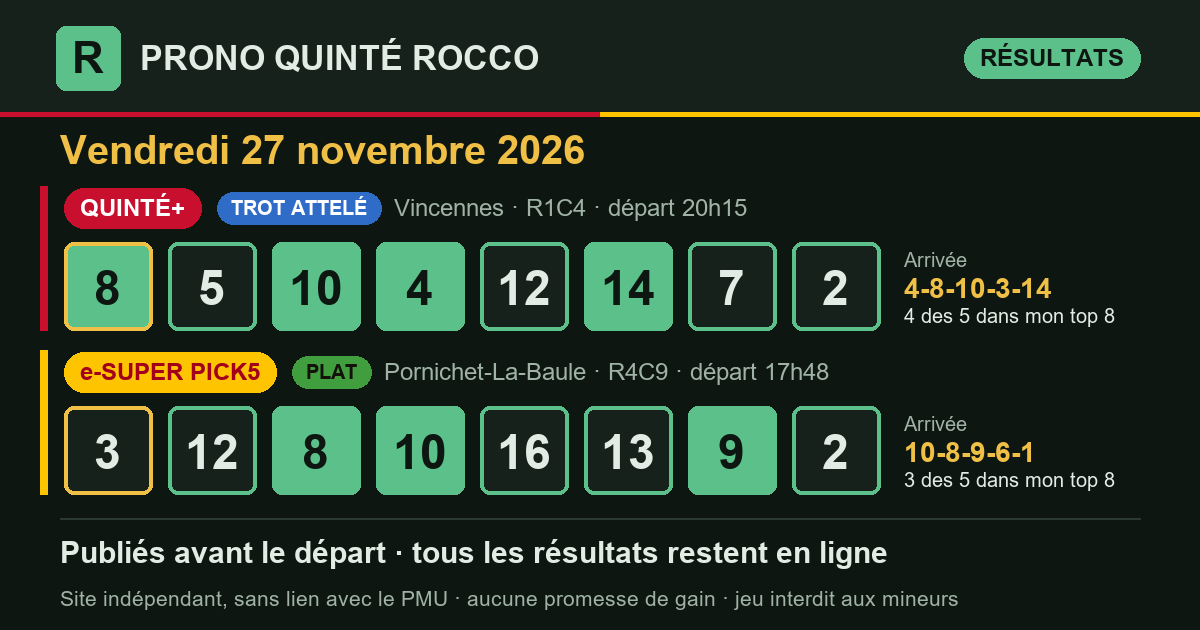 R PRONO QUINTÉ ROCCO RÉSULTATS
Vendredi 27 novembre 2026
QUINTÉ+ TROT ATTELÉ Vincennes · R1C4 · départ 20h15
8 5 10 4 12 14 7 2
Arrivée
4-8-10-3-14
4 des 5 dans mon top 8
e-SUPER PICK5 PLAT Pornichet-La-Baule · R4C9 · départ 17h48
3 12 8 10 16 13 9 2
Arrivée
10-8-9-6-1
3 des 5 dans mon top 8
Publiés avant le départ · tous les résultats restent en ligne
Site indépendant, sans lien avec le PMU · aucune promesse de gain · jeu interdit aux mineurs